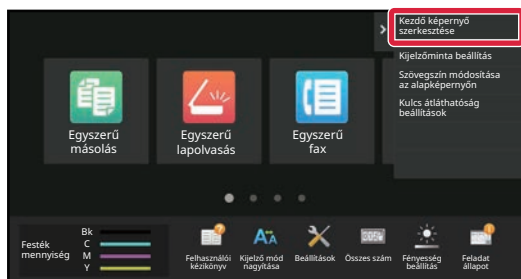 Kezdő képernyő
szerkesztése
Kijelzőminta beállítás
Szövegszín módosítása
az alapképernyőn
Kulcs átláthatóság
beállítások
Egyszerű
másolás
Egyszerű
lapolvasás
Egyszerű
fax
Festék
mennyiség
Bk
C
M
Y
Felhasználói
kézikönyv
Kijelző mód
nagyítása
Beállítások
Összes szám
Fényesség
beállítás
Feladat
állapot